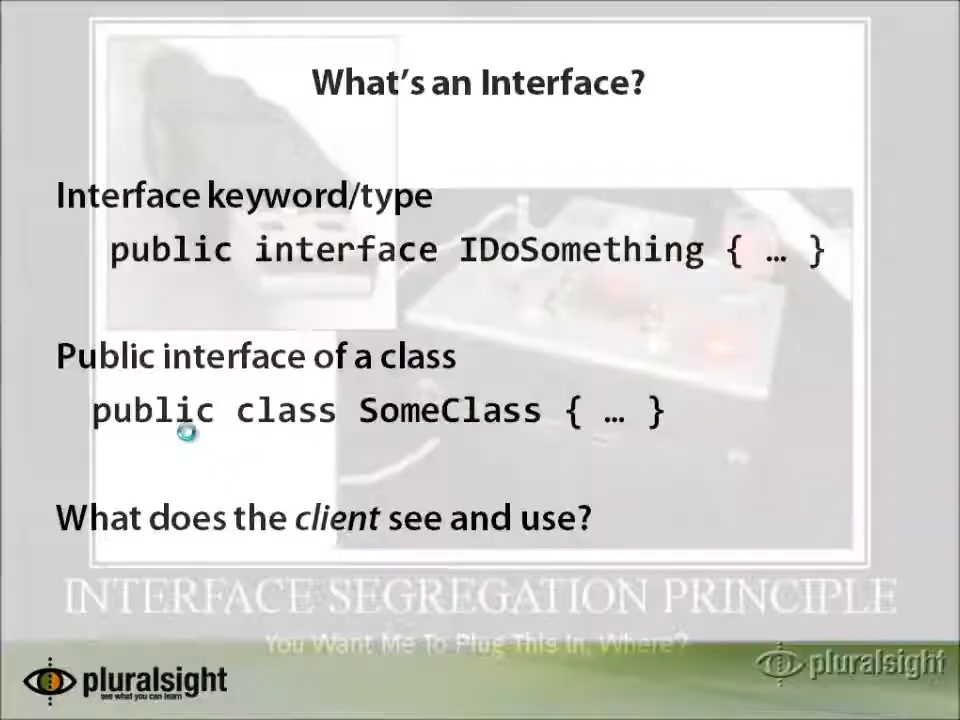 What's an Interface?
Interface keyword/type
public interface IDoSomething { … }
Public interface of a class
public class SomeClass { … }
What does the client see and use?
INTERFACE SEGREGATION PRINCIPLE
You Want Me To Plug This In, Where?
pluralsight
see what you can learn
pluralsight